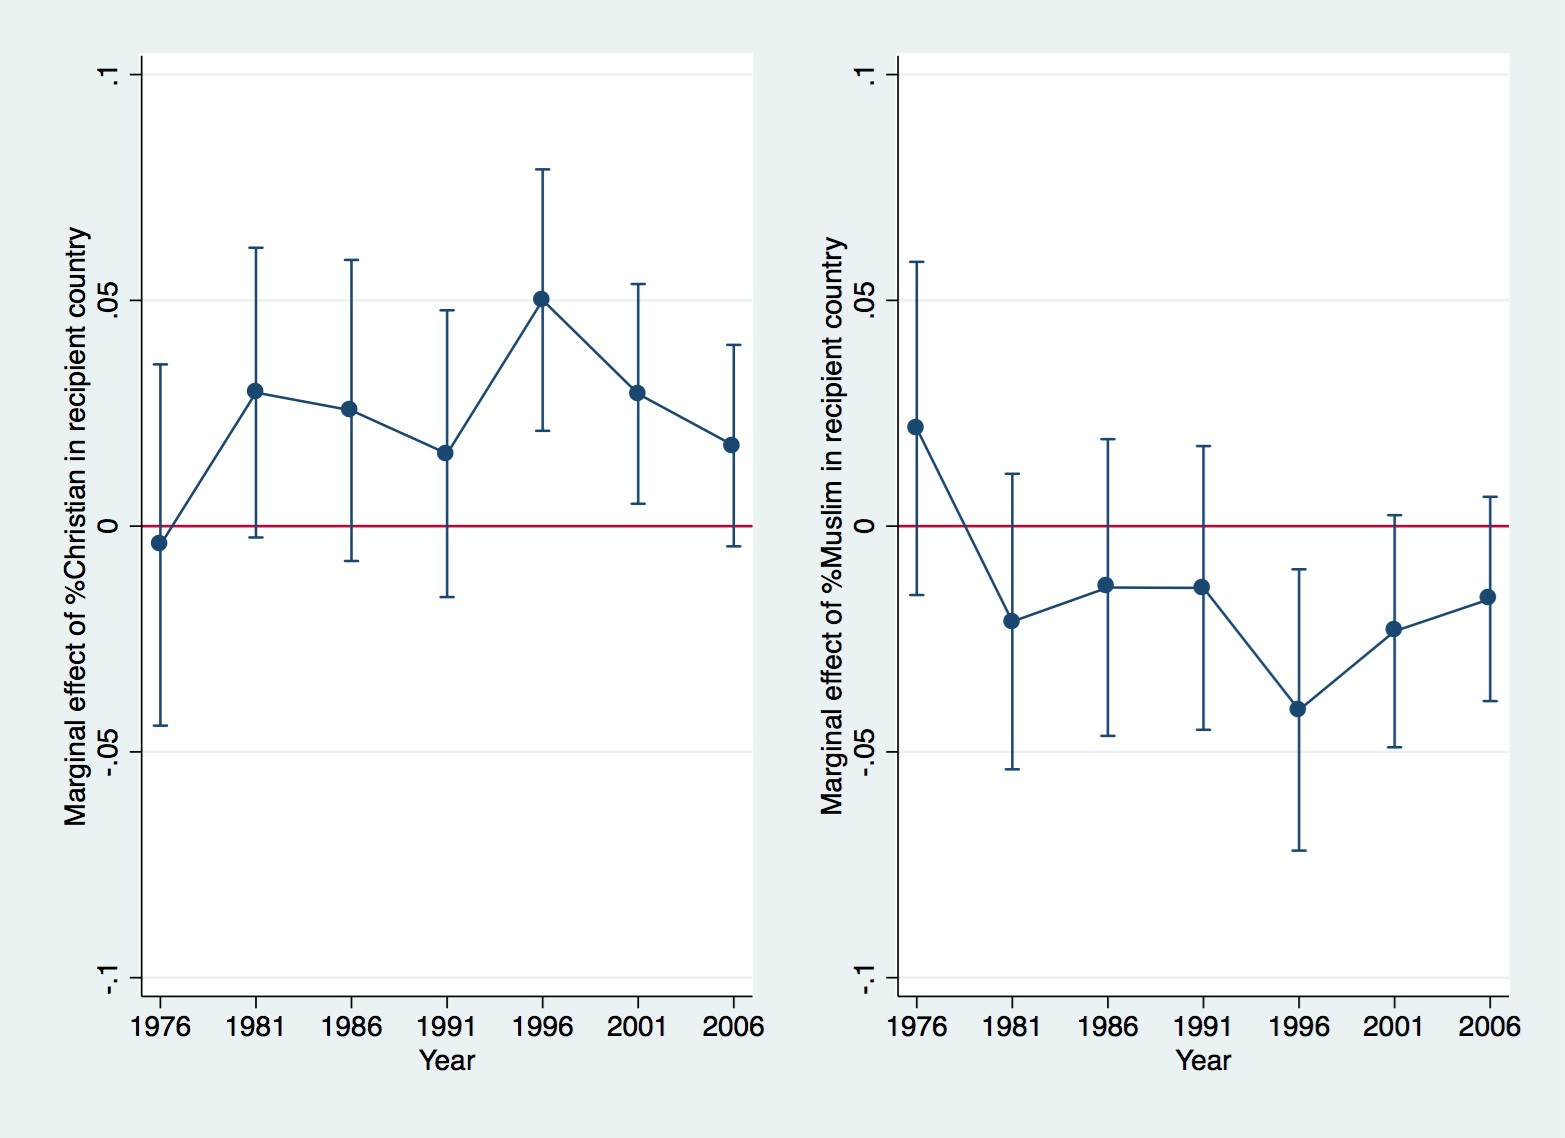 Marginal effect of %Christian in recipient country
.1
.05
0
-.05
-.1
1976 1981 1986 1991 1996 2001 2006
Year
Marginal effect of %Muslim in recipient country
.1
.05
0
-.05
-.1
1976 1981 1986 1991 1996 2001 2006
Year